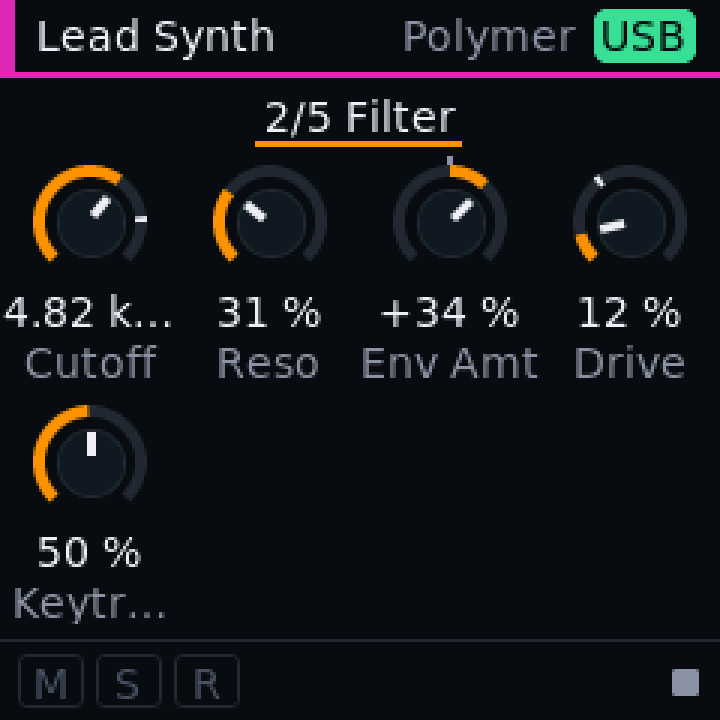 Lead Synth Polymer USB
2/5 Filter
4.82 k... 31 % +34 % 12 %
Cutoff Reso Env Amt Drive
50 %
Keytr...
M S R